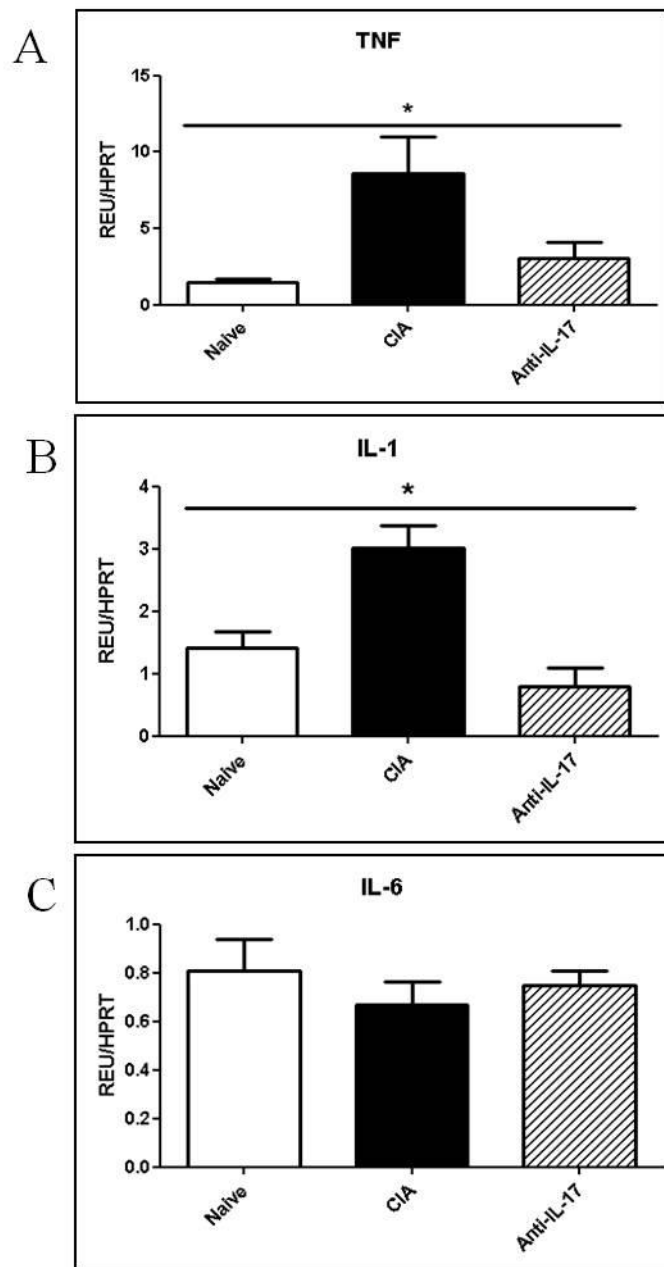 A
TNF
*
15
10
5
0
REU/HPRT
Naive
CIA
Anti-IL-17
B
IL-1
*
4
3
2
1
0
REU/HPRT
Naive
CIA
Anti-IL-17
C
IL-6
1.0
0.8
0.6
0.4
0.2
0.0
REU/HPRT
Naive
CIA
Anti-IL-17